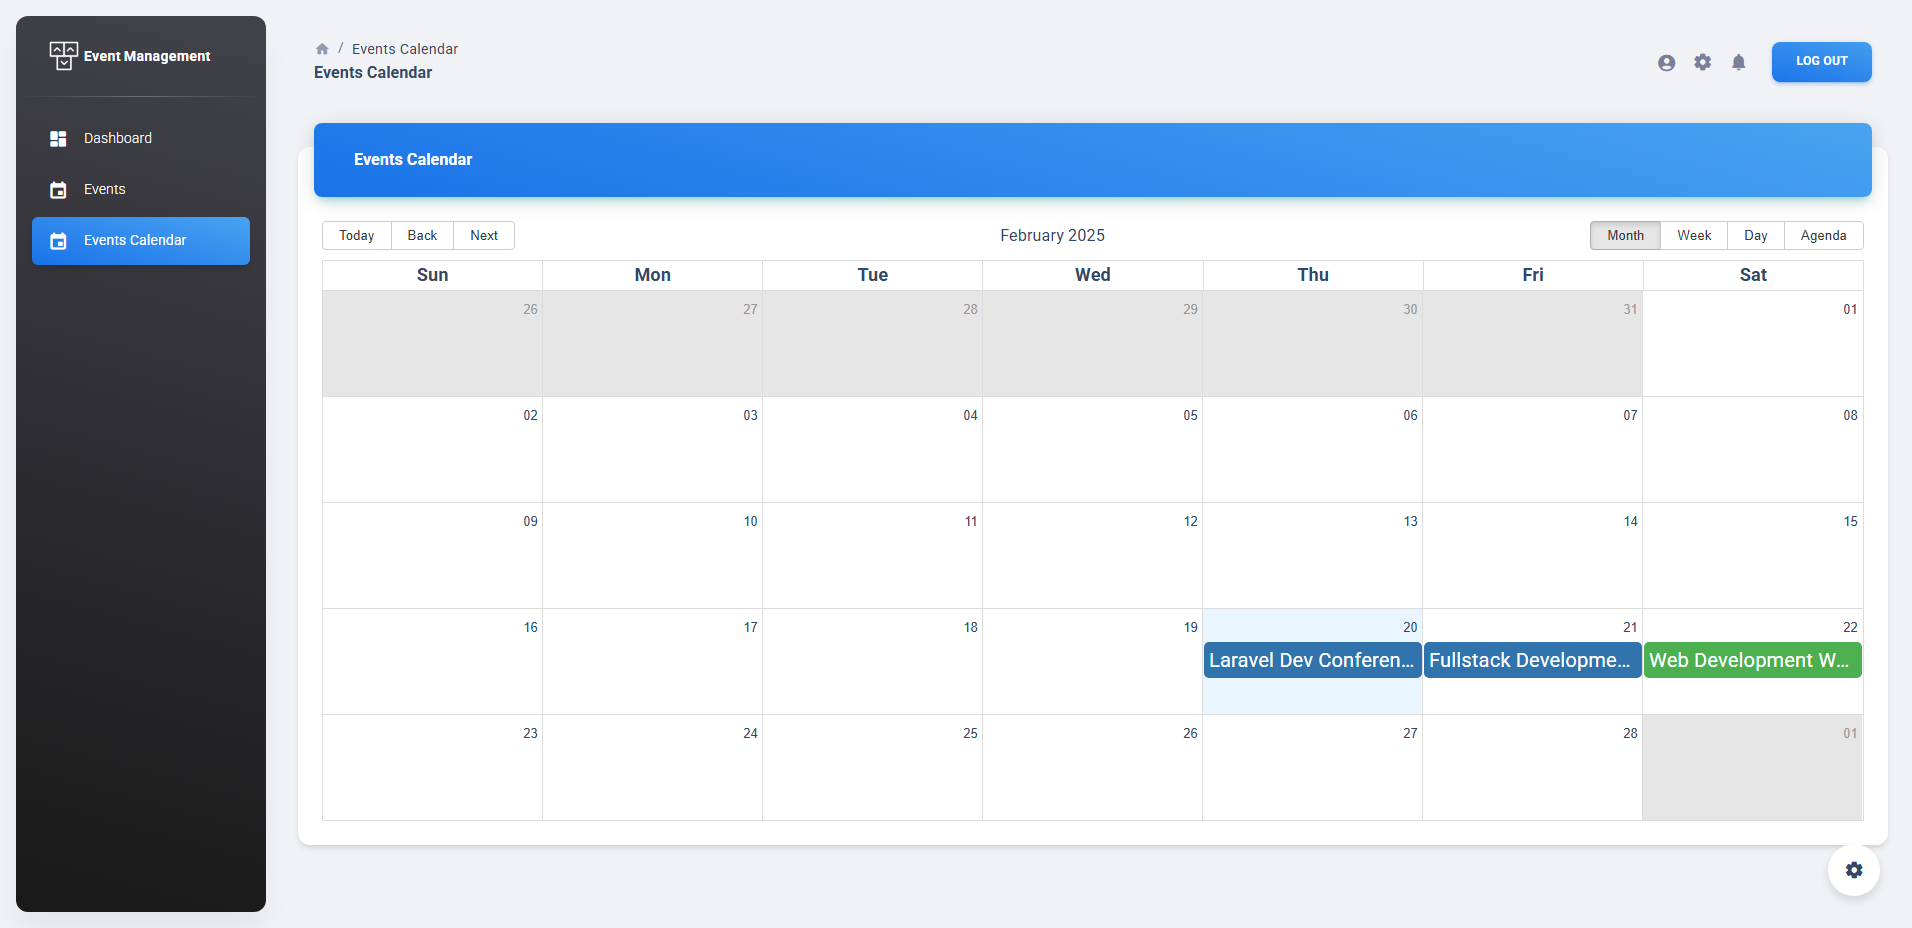 Event Management
Dashboard
Events
Events Calendar
/ Events Calendar
Events Calendar
LOG OUT
Events Calendar
Today Back Next
February 2025
Month Week Day Agenda
Sun Mon Tue Wed Thu Fri Sat
26 27 28 29 30 31 01
02 03 04 05 06 07 08
09 10 11 12 13 14 15
16 17 18 19 20 21 22
Laravel Dev Conferen... Fullstack Developme... Web Development W...
23 24 25 26 27 28 01